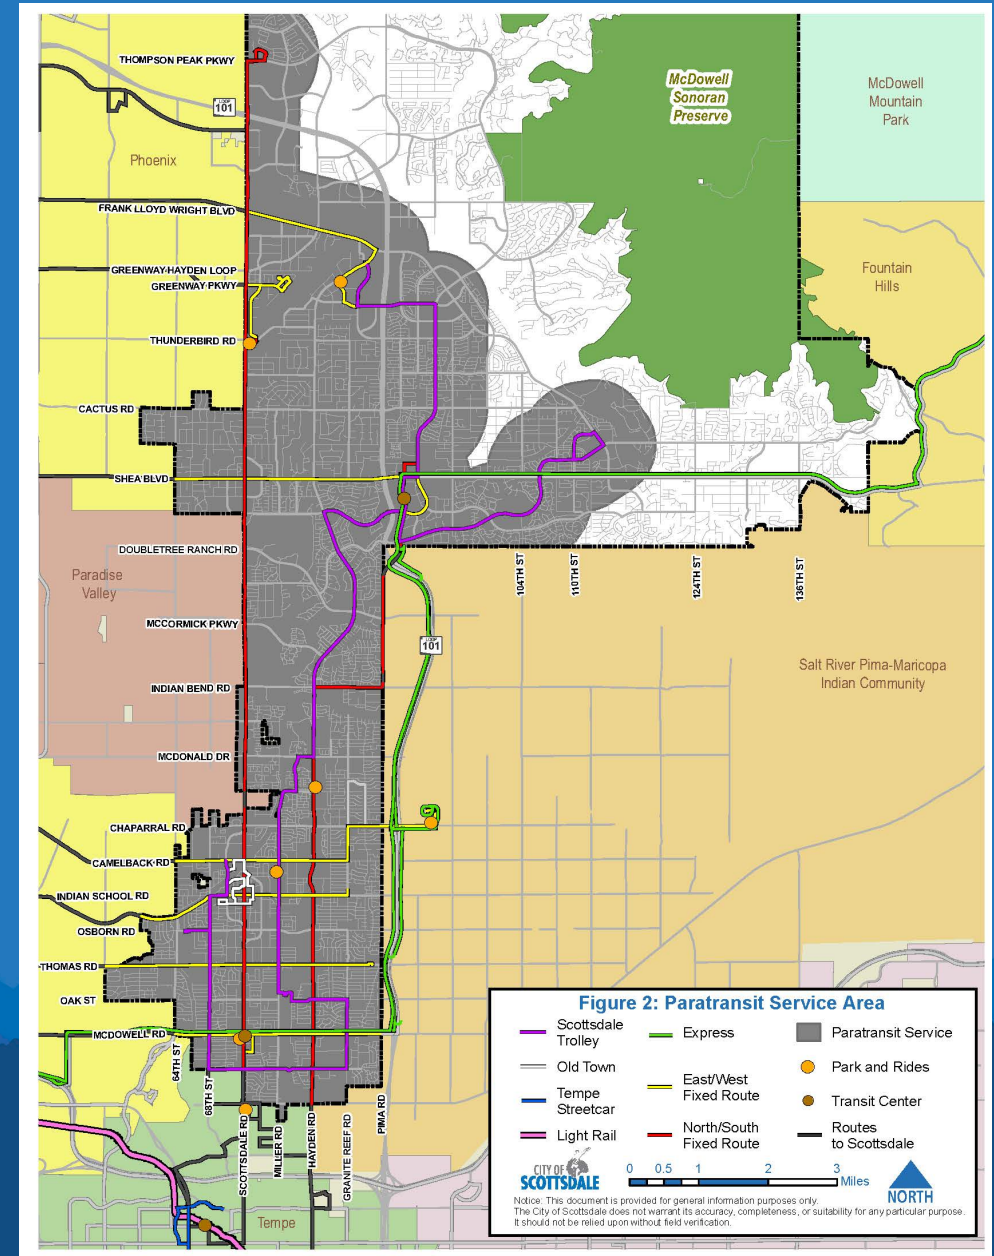 THOMPSON PEAK PKWY
LOOP
101
McDowell
Sonoran
Preserve
McDowell
Mountain
Park
Phoenix
FRANK LLOYD WRIGHT BLVD
GREENWAY-HAYDEN LOOP
GREENWAY PKWY
Fountain
Hills
THUNDERBIRD RD
CACTUS RD
SHEA BLVD
DOUBLETREE RANCH RD
104TH ST
110TH ST
124TH ST
136TH ST
Paradise
Valley
MCCORMICK PKWY
LOOP
101
Salt River Pima-Maricopa
Indian Community
INDIAN BEND RD
MCDONALD DR
CHAPARRAL RD
CAMELBACK RD
INDIAN SCHOOL RD
OSBORN RD
THOMAS RD
OAK ST
MCDOWELL RD
64TH ST
68TH ST
SCOTTSDALE RD
MILLER RD
HAYDEN RD
GRANITE REEF RD
PIMA RD
Tempe
Figure 2: Paratransit Service Area
Scottsdale
Trolley
Express
Paratransit Service
Old Town
East/West
Fixed Route
Park and Rides
Tempe
Streetcar
Transit Center
Light Rail
North/South
Fixed Route
Routes
to Scottsdale
CITY OF
SCOTTSDALE
0 0.5 1 2 3
Miles
NORTH
Notice: This document is provided for general information purposes only.
The City of Scottsdale does not warrant its accuracy, completeness, or suitability for any particular purpose.
It should not be relied upon without field verification.